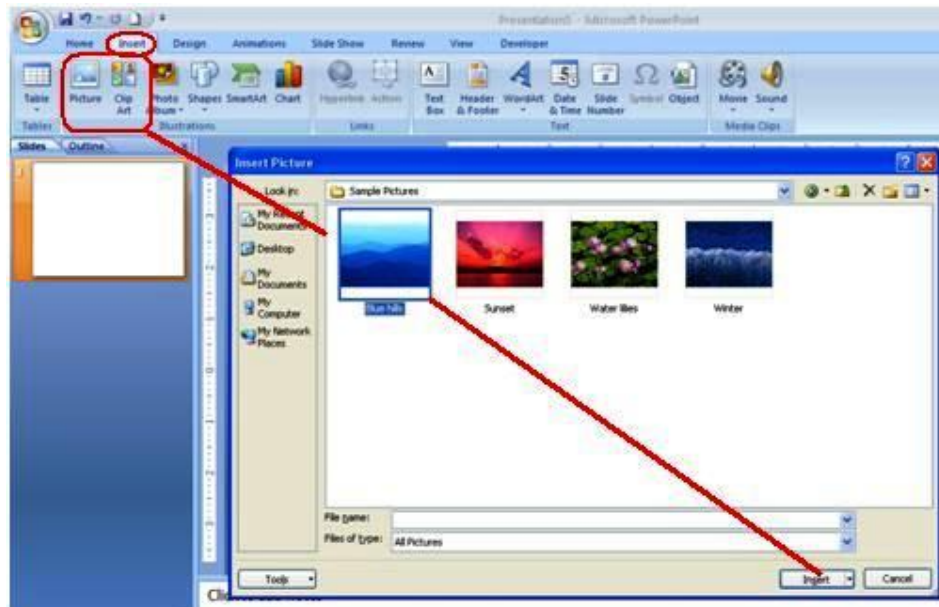 Presentation5 - Microsoft PowerPoint
Home Insert Design Animations Slide Show Review View Developer
Table Picture Clip Art Photo Album Shapes SmartArt Chart Hyperlink Action Text Box Header & Footer WordArt Date & Time Slide Number Symbol Object Movie Sound
Tables Illustrations Links Text Media Clips
Slides Outline
1
Insert Picture
Look in: Sample Pictures
My Recent Documents
Desktop
My Documents
My Computer
My Network Places
Blue hills Sunset Water lilies Winter
File name:
Files of type: All Pictures
Tools Insert Cancel